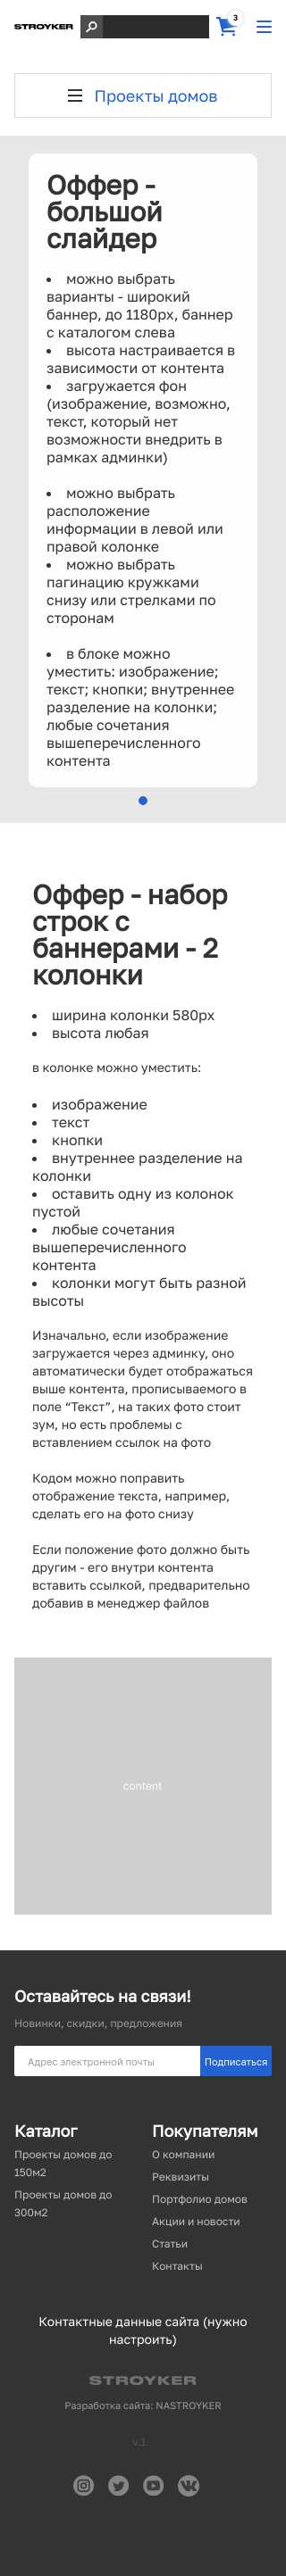 STROYKER
3
Проекты домов
Оффер -
большой
слайдер
• можно выбрать
варианты - широкий
баннер, до 1180px, баннер
с каталогом слева
• высота настраивается в
зависимости от контента
• загружается фон
(изображение, возможно,
текст, который нет
возможности внедрить в
рамках админки)
• можно выбрать
расположение
информации в левой или
правой колонке
• можно выбрать
пагинацию кружками
снизу или стрелками по
сторонам
• в блоке можно
уместить: изображение;
текст; кнопки; внутреннее
разделение на колонки;
любые сочетания
вышеперечисленного
контента
Оффер - набор
строк с
баннерами - 2
колонки
• ширина колонки 580px
• высота любая
в колонке можно уместить:
• изображение
• текст
• кнопки
• внутреннее разделение на
колонки
• оставить одну из колонок
пустой
• любые сочетания
вышеперечисленного
контента
• колонки могут быть разной
высоты
Изначально, если изображение
загружается через админку, оно
автоматически будет отображаться
выше контента, прописываемого в
поле “Текст”, на таких фото стоит
зум, но есть проблемы с
вставлением ссылок на фото
Кодом можно поправить
отображение текста, например,
сделать его на фото снизу
Если положение фото должно быть
другим - его внутри контента
вставить ссылкой, предварительно
добавив в менеджер файлов
content
Оставайтесь на связи!
Новинки, скидки, предложения
Адрес электронной почты
Подписаться
Каталог
Проекты домов до
150м2
Проекты домов до
300м2
Покупателям
О компании
Реквизиты
Портфолио домов
Акции и новости
Статьи
Контакты
Контактные данные сайта (нужно
настроить)
STROYKER
Разработка сайта: NASTROYKER
v.1.